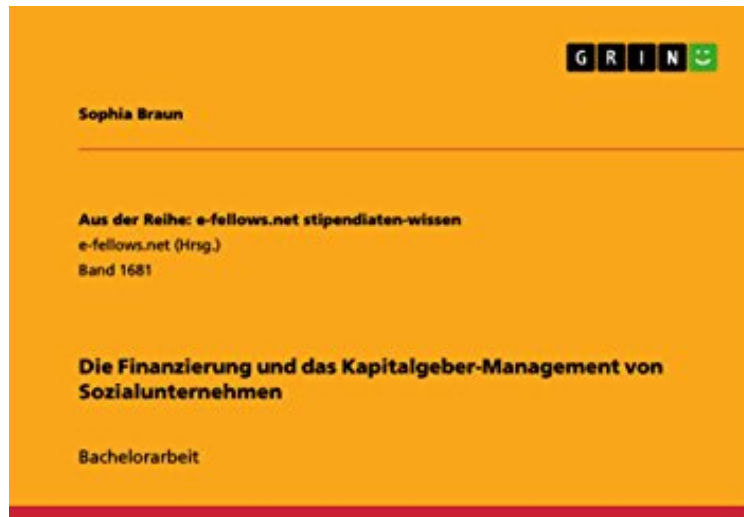 GRIN
Sophia Braun
Aus der Reihe: e-fellows.net stipendiaten-wissen
e-fellows.net (Hrsg.)
Band 1681
Die Finanzierung und das Kapitalgeber-Management von
Sozialunternehmen
Bachelorarbeit